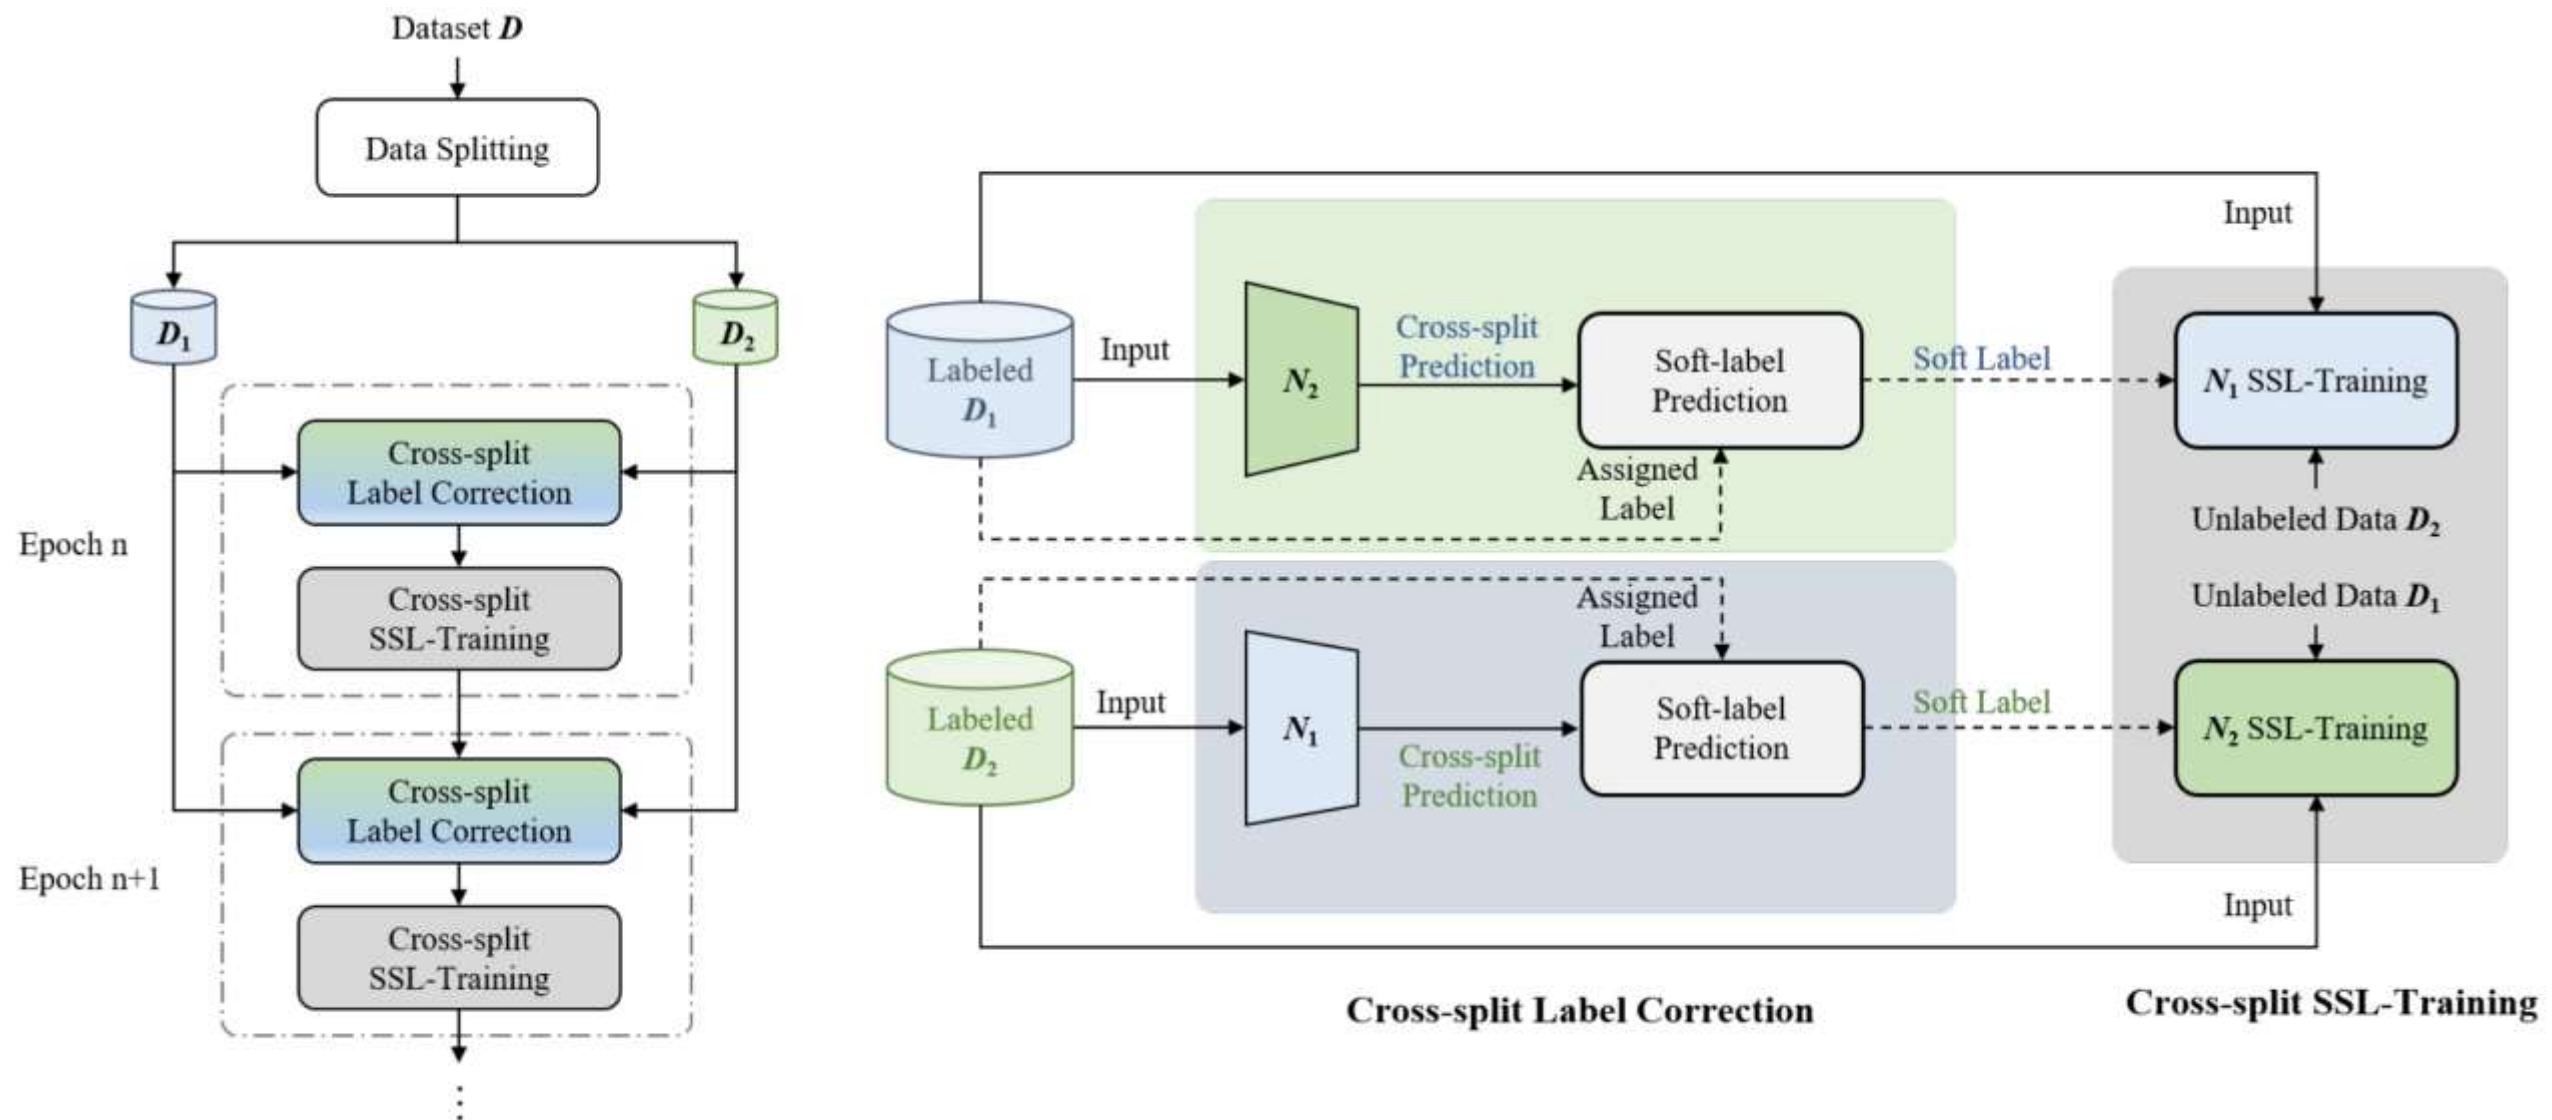 Dataset D
Data Splitting
D1
D2
Epoch n
Cross-split
Label Correction
Cross-split
SSL-Training
Epoch n+1
Cross-split
Label Correction
Cross-split
SSL-Training
⋮
Input
Labeled
D1
Input
N2
Cross-split
Prediction
Soft-label
Prediction
Assigned
Label
Soft Label
N1 SSL-Training
Unlabeled Data D2
Unlabeled Data D1
Labeled
D2
Input
N1
Cross-split
Prediction
Assigned
Label
Soft-label
Prediction
Soft Label
N2 SSL-Training
Input
Cross-split Label Correction
Cross-split SSL-Training